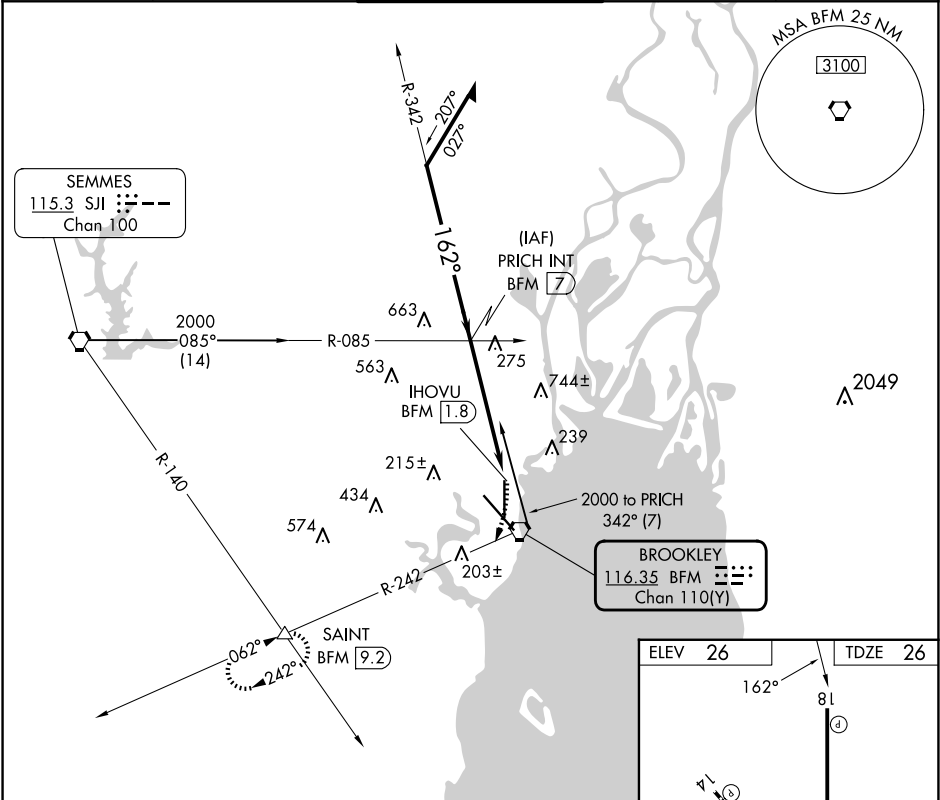 MSA BFM 25 NM
3100
R-342
207°
027°
SEMMES
115.3 SJI
Chan 100
162°
(IAF)
PRICH INT
BFM 7
663
2000
085°
(14)
R-085
275
563
744±
2049
IHOVU
BFM 1.8
239
R-140
215±
434
2000 to PRICH
342° (7)
574
BROOKLEY
116.35 BFM
Chan 110(Y)
203±
R-242
SAINT
BFM 9.2
062°
242°
ELEV 26
TDZE 26
162°
18
P
14
P